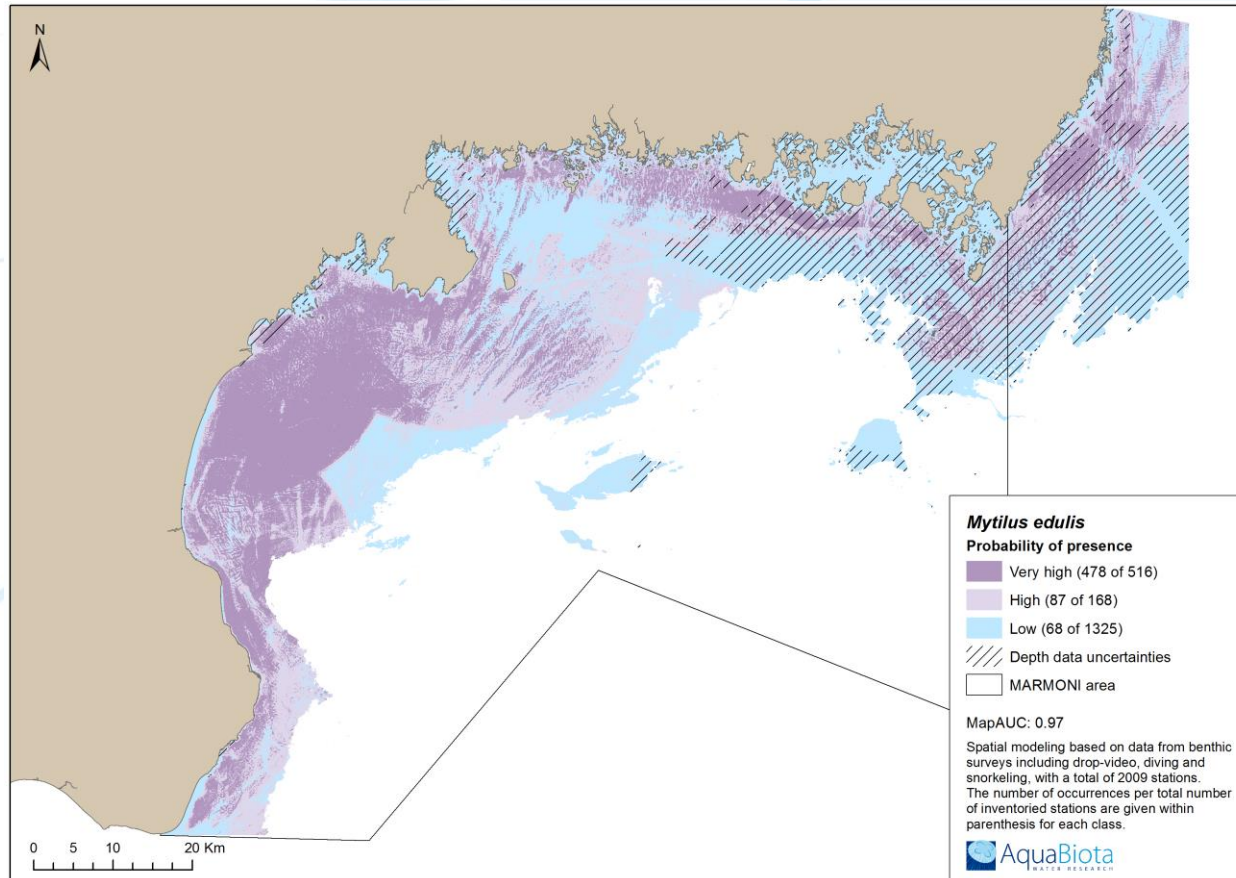 N
0 5 10 20 Km
Mytilus edulis
Probability of presence
Very high (478 of 516)
High (87 of 168)
Low (68 of 1325)
Depth data uncertainties
MARMONI area
MapAUC: 0.97
Spatial modeling based on data from benthic
surveys including drop-video, diving and
snorkeling, with a total of 2009 stations.
The number of occurrences per total number
of inventoried stations are given within
parenthesis for each class.
AquaBiota
WATER RESEARCH